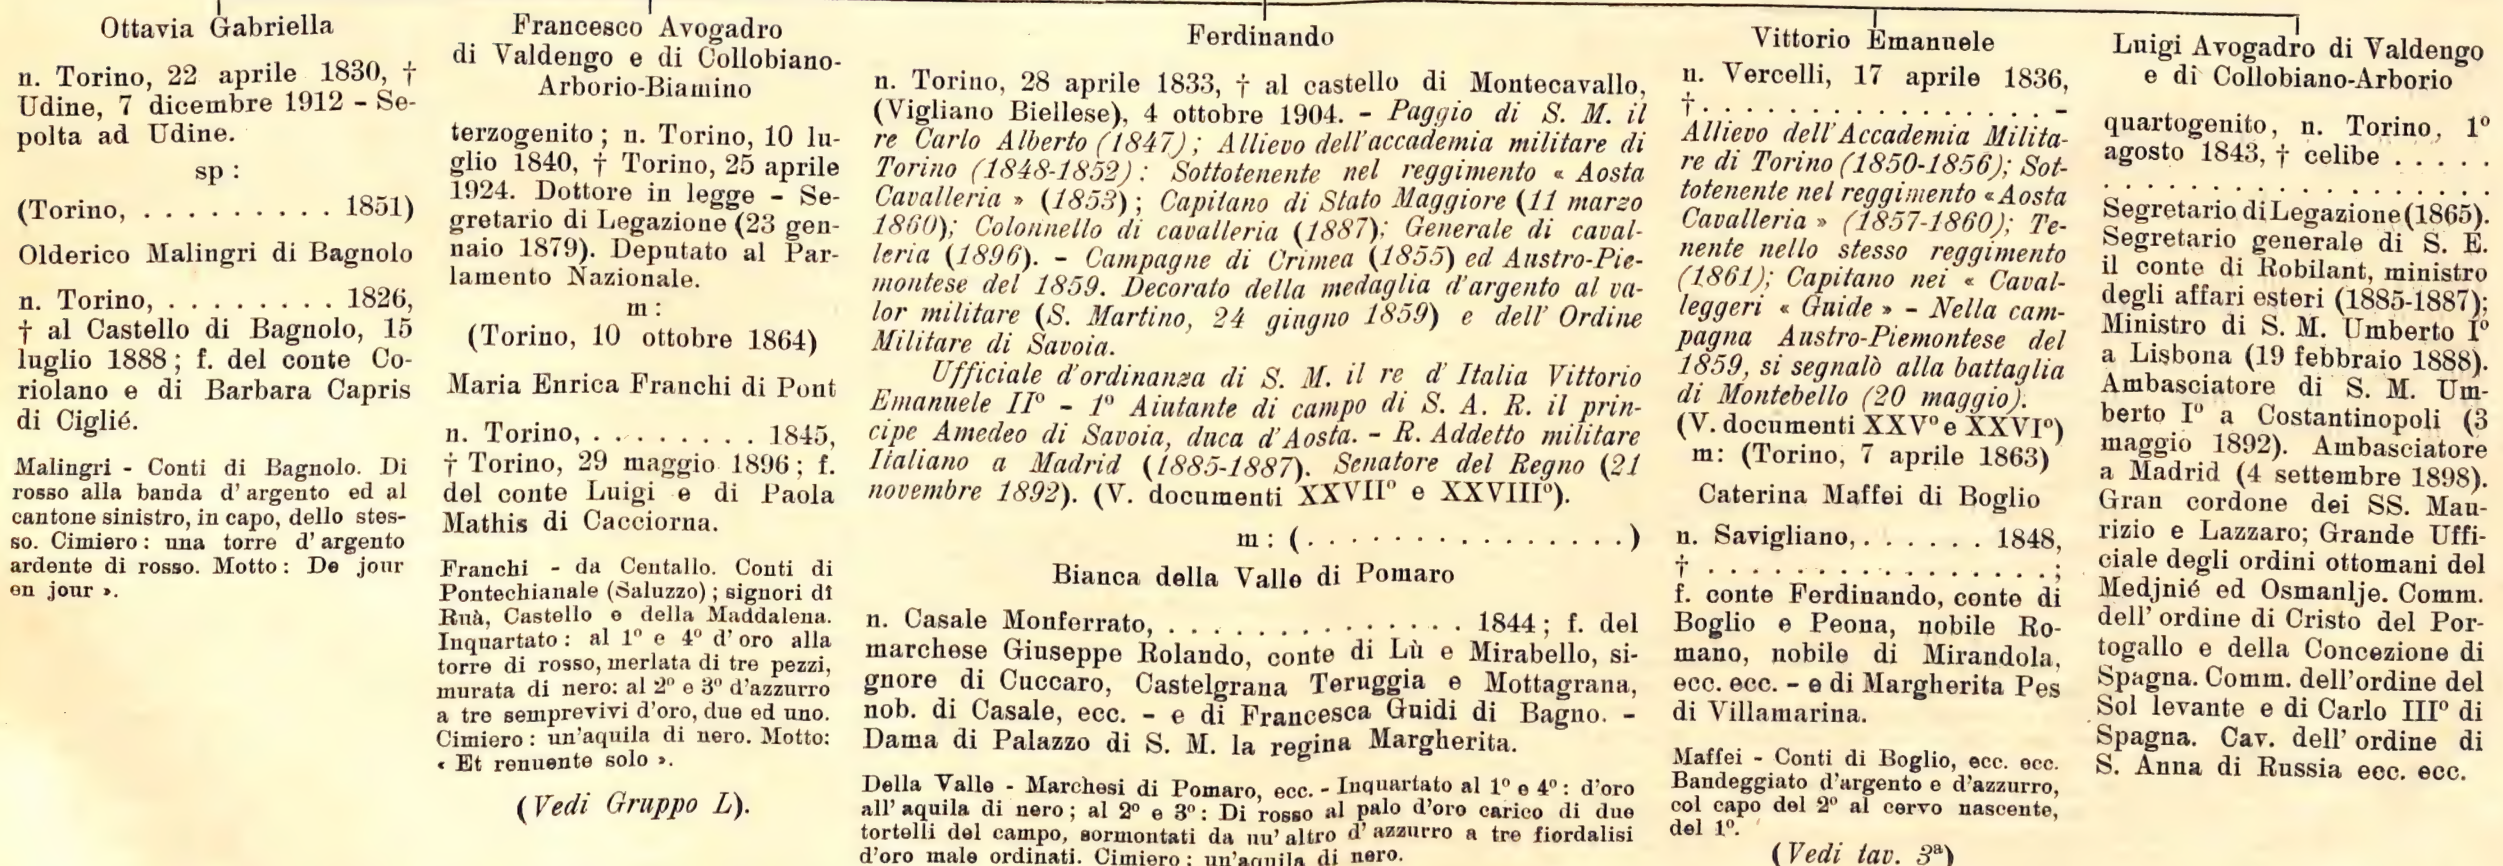 Ottavia Gabriella
n. Torino, 22 aprile 1830, †
Udine, 7 dicembre 1912 - Se-
polta ad Udine.
sp :
(Torino, . . . . . . . . . 1851)
Olderico Malingri di Bagnolo
n. Torino, . . . . . . . . 1826,
† al Castello di Bagnolo, 15
luglio 1888 ; f. del conte Co-
riolano e di Barbara Capris
di Ciglié.
Malingri - Conti di Bagnolo. Di
rosso alla banda d'argento ed al
cantone sinistro, in capo, dello stes-
so. Cimiero : una torre d'argento
ardente di rosso. Motto : De jour
en jour ».
Francesco Avogadro
di Valdengo e di Collobiano-
Arborio-Biamino
terzogenito ; n. Torino, 10 lu-
glio 1840, † Torino, 25 aprile
1924. Dottore in legge - Se-
gretario di Legazione (23 gen-
naio 1879). Deputato al Par-
lamento Nazionale.
m :
(Torino, 10 ottobre 1864)
Maria Enrica Franchi di Pont
n. Torino, . . . . . . . . 1845,
† Torino, 29 maggio 1896 ; f.
del conte Luigi e di Paola
Mathis di Cacciorna.
Franchi - da Centallo. Conti di
Pontechianale (Saluzzo) ; signori di
Ruà, Castello e della Maddalena.
Inquartato : al 1º e 4º d'oro alla
torre di rosso, merlata di tre pezzi,
murata di nero: al 2º e 3º d'azzurro
a tre semprevivi d'oro, due ed uno.
Cimiero : un'aquila di nero. Motto:
« Et renuente solo ».
(Vedi Gruppo L).
Ferdinando
n. Torino, 28 aprile 1833, † al castello di Montecavallo,
(Vigliano Biellese), 4 ottobre 1904. - Paggio di S. M. il
re Carlo Alberto (1847) ; Allievo dell'accademia militare di
Torino (1848-1852) : Sottotenente nel reggimento « Aosta
Cavalleria » (1853) ; Capitano di Stato Maggiore (11 marzo
1860); Colonnello di cavalleria (1887); Generale di caval-
leria (1896). - Campagne di Crimea (1855) ed Austro-Pie-
montese del 1859. Decorato della medaglia d'argento al va-
lor militare (S. Martino, 24 giugno 1859) e dell' Ordine
Militare di Savoia.
Ufficiale d'ordinanza di S. M. il re d' Italia Vittorio
Emanuele IIº - 1º Aiutante di campo di S. A. R. il prin-
cipe Amedeo di Savoia, duca d'Aosta. - R. Addetto militare
Italiano a Madrid (1885-1887). Senatore del Regno (21
novembre 1892). (V. documenti XXVIIº e XXVIIIº).
m : (. . . . . . . . . . . . . . . .)
Bianca della Valle di Pomaro
n. Casale Monferrato, . . . . . . . . . . . . . . 1844 ; f. del
marchese Giuseppe Rolando, conte di Lù e Mirabello, si-
gnore di Cuccaro, Castelgrana Teruggia e Mottagrana,
nob. di Casale, ecc. - e di Francesca Guidi di Bagno. -
Dama di Palazzo di S. M. la regina Margherita.
Della Valle - Marchesi di Pomaro, ecc. - Inquartato al 1º e 4º : d'oro
all'aquila di nero ; al 2º e 3º : Di rosso al palo d'oro carico di due
tortelli del campo, sormontati da nu'altro d'azzurro a tre fiordalisi
d'oro male ordinati. Cimiero : un'aquila di nero.
Vittorio Emanuele
n. Vercelli, 17 aprile 1836,
† . . . . . . . . . . . . . . . . -
Allievo dell'Accademia Milita-
re di Torino (1850-1856); Sot-
totenente nel reggimento «Aosta
Cavalleria » (1857-1860); Te-
nente nello stesso reggimento
(1861); Capitano nei « Caval-
leggeri « Guide » - Nella cam-
pagna Austro-Piemontese del
1859, si segnalò alla battaglia
di Montebello (20 maggio).
(V. documenti XXVº e XXVIº)
m: (Torino, 7 aprile 1863)
Caterina Maffei di Boglio
n. Savigliano, . . . . . . 1848,
† . . . . . . . . . . . . . . . . ;
f. conte Ferdinando, conte di
Boglio e Peona, nobile Ro-
mano, nobile di Mirandola,
ecc. ecc. - e di Margherita Pes
di Villamarina.
Maffei - Conti di Boglio, ecc. ecc.
Bandeggiato d'argento e d'azzurro,
col capo del 2º al cervo nascente,
del 1º.
(Vedi tav. 3ª)
Luigi Avogadro di Valdengo
e di Collobiano-Arborio
quartogenito, n. Torino, 1º
agosto 1843, † celibe . . . . .
. . . . . . . . . . . . . . . . . .
Segretario di Legazione (1865).
Segretario generale di S. E.
il conte di Robilant, ministro
degli affari esteri (1885-1887);
Ministro di S. M. Umberto Iº
a Lisbona (19 febbraio 1888).
Ambasciatore di S. M. Um-
berto Iº a Costantinopoli (3
maggio 1892). Ambasciatore
a Madrid (4 settembre 1898).
Gran cordone dei SS. Mau-
rizio e Lazzaro; Grande Uffi-
ciale degli ordini ottomani del
Medjnié ed Osmanlje. Comm.
dell'ordine di Cristo del Por-
togallo e della Concezione di
Spagna. Comm. dell'ordine del
Sol levante e di Carlo IIIº di
Spagna. Cav. dell'ordine di
S. Anna di Russia ecc. ecc.